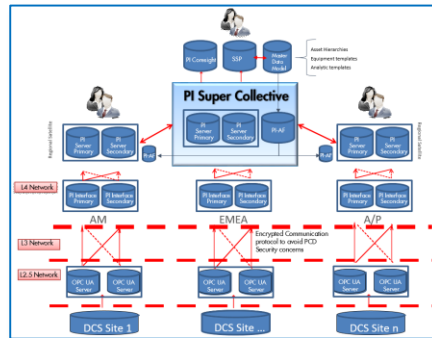 PI Coresight
SSP
Master
Data
Model
Asset Hierarchies
Equipment templates
Analistic templates
PI Super Collective
Regional Satellite
PI
Server
Primary
PI
Server
Secondary
PI-AF
PI
Server
Primary
PI
Server
Secondary
PI-AF
PI-AF
PI
Server
Primary
PI
Server
Secondary
Regional Satellite
L4 Network
PI Interface
Primary
PI Interface
Secondary
PI Interface
Primary
PI Interface
Secondary
PI Interface
Primary
PI Interface
Secondary
AM
EMEA
A/P
L3 Network
Encrypted Communication
protocol to avoid PCD
Security concerns
L2.5 Network
OPC UA
Server
OPC UA
Server
OPC UA
Server
OPC UA
Server
OPC UA
Server
OPC UA
Server
DCS Site 1
DCS Site ...
DCS Site n